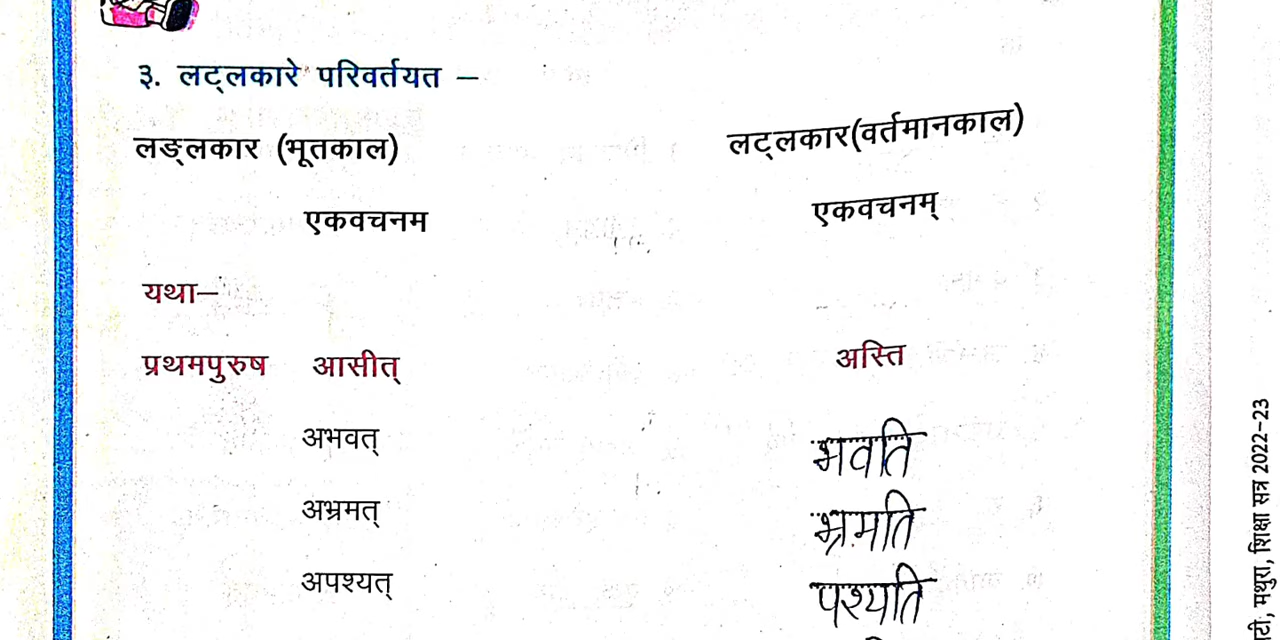 ३. लट्लकारे परिवर्तयत –
लङ्लकार (भूतकाल) लट्लकार(वर्तमानकाल)
एकवचनम एकवचनम्
यथा–
प्रथमपुरुष आसीत् अस्ति
अभवत् भवति
अभ्रमत् भ्रमति
अपश्यत् पश्यति
मथुरा, शिक्षा सत्र 2022-23